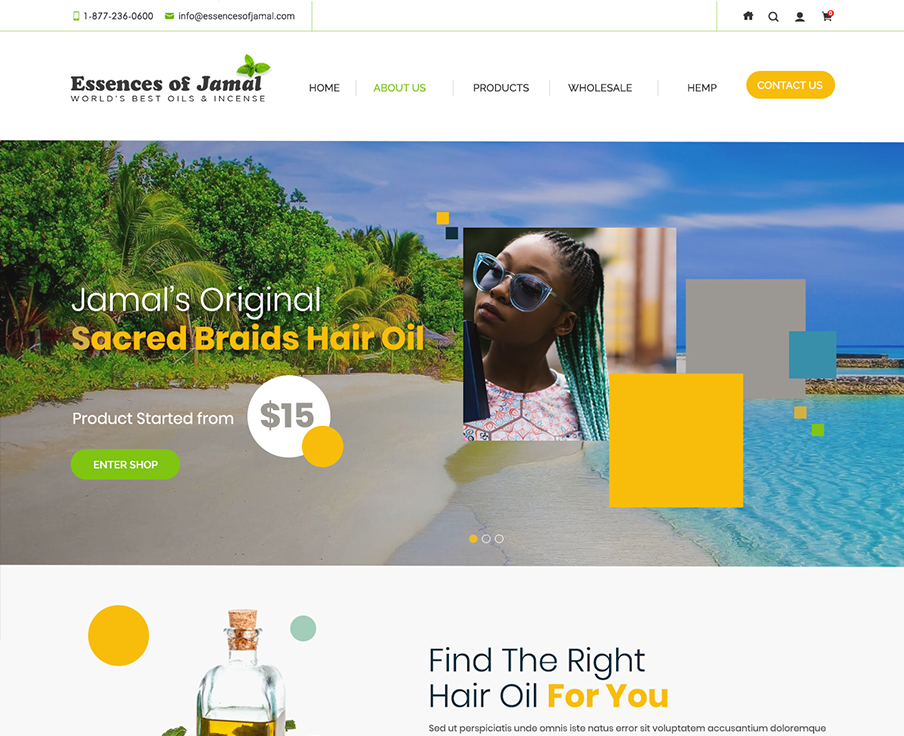 1-877-236-0600
info@essencesofjamal.com
0
Essences of Jamal
WORLD'S BEST OILS & INCENSE
HOME
ABOUT US
PRODUCTS
WHOLESALE
HEMP
CONTACT US
Jamal's Original
Sacred Braids Hair Oil
Product Started from
$15
ENTER SHOP
Find The Right
Hair Oil For You
Sed ut perspiciatis unde omnis iste natus error sit voluptatem accusantium doloremque